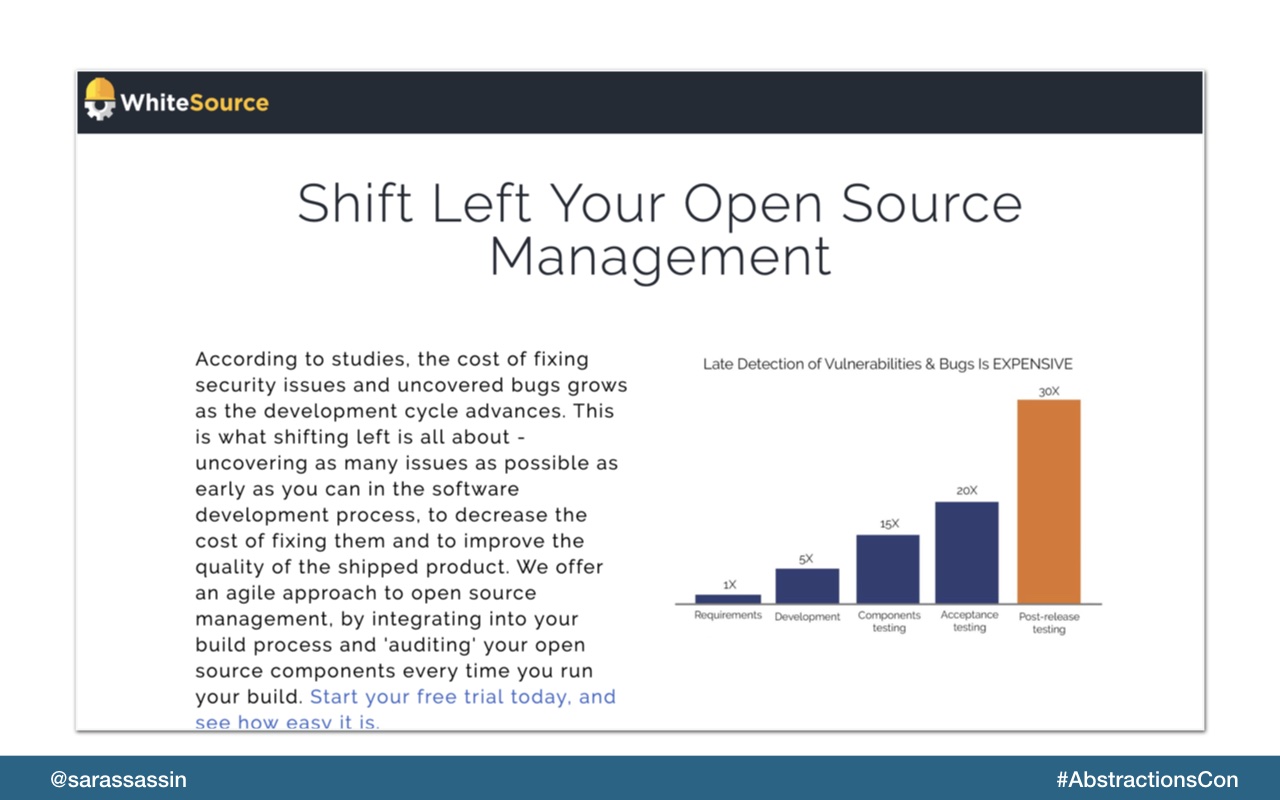 WhiteSource
Shift Left Your Open Source
Management
According to studies, the cost of fixing
security issues and uncovered bugs grows
as the development cycle advances. This
is what shifting left is all about -
uncovering as many issues as possible as
early as you can in the software
development process, to decrease the
cost of fixing them and to improve the
quality of the shipped product. We offer
an agile approach to open source
management, by integrating into your
build process and 'auditing' your open
source components every time you run
your build. Start your free trial today, and
see how easy it is.
Late Detection of Vulnerabilities & Bugs Is EXPENSIVE
1X
5X
15X
20X
30X
Requirements
Development
Components
testing
Acceptance
testing
Post-release
testing
@sarassassin
#AbstractionsCon